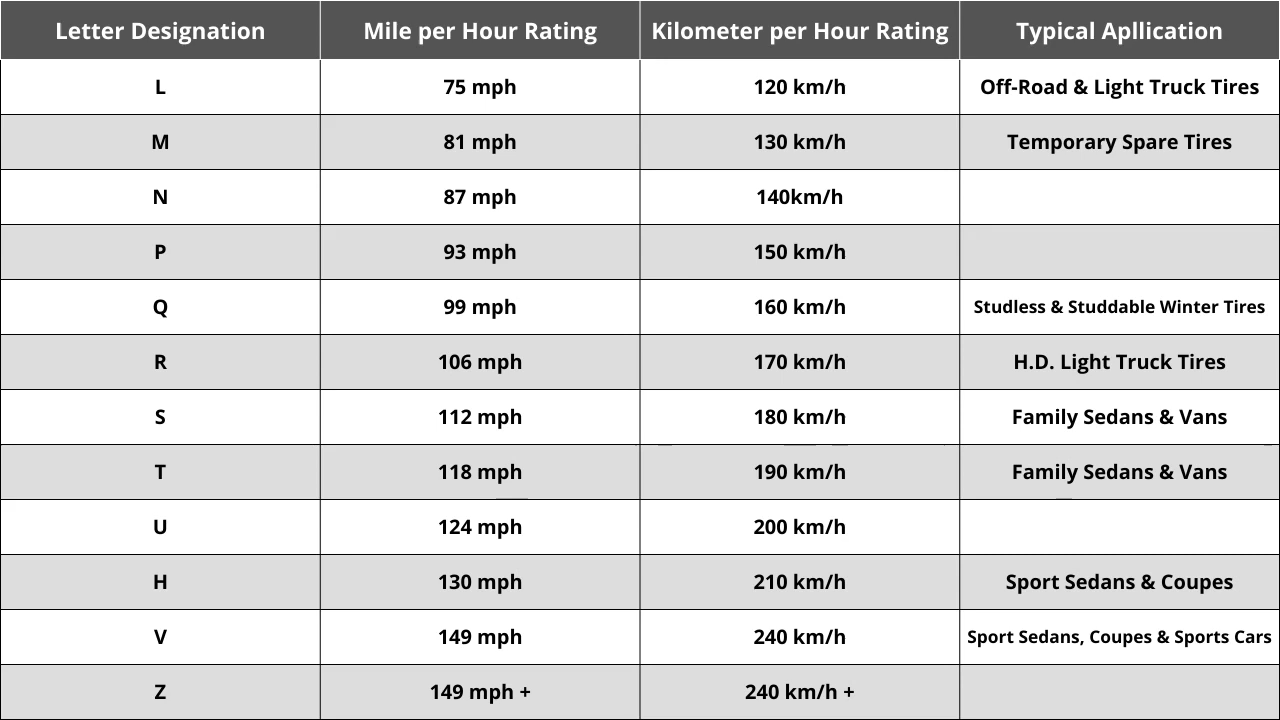 Letter Designation Mile per Hour Rating Kilometer per Hour Rating Typical Apllication
L 75 mph 120 km/h Off-Road & Light Truck Tires
M 81 mph 130 km/h Temporary Spare Tires
N 87 mph 140km/h
P 93 mph 150 km/h
Q 99 mph 160 km/h Studless & Studdable Winter Tires
R 106 mph 170 km/h H.D. Light Truck Tires
S 112 mph 180 km/h Family Sedans & Vans
T 118 mph 190 km/h Family Sedans & Vans
U 124 mph 200 km/h
H 130 mph 210 km/h Sport Sedans & Coupes
V 149 mph 240 km/h Sport Sedans, Coupes & Sports Cars
Z 149 mph + 240 km/h +